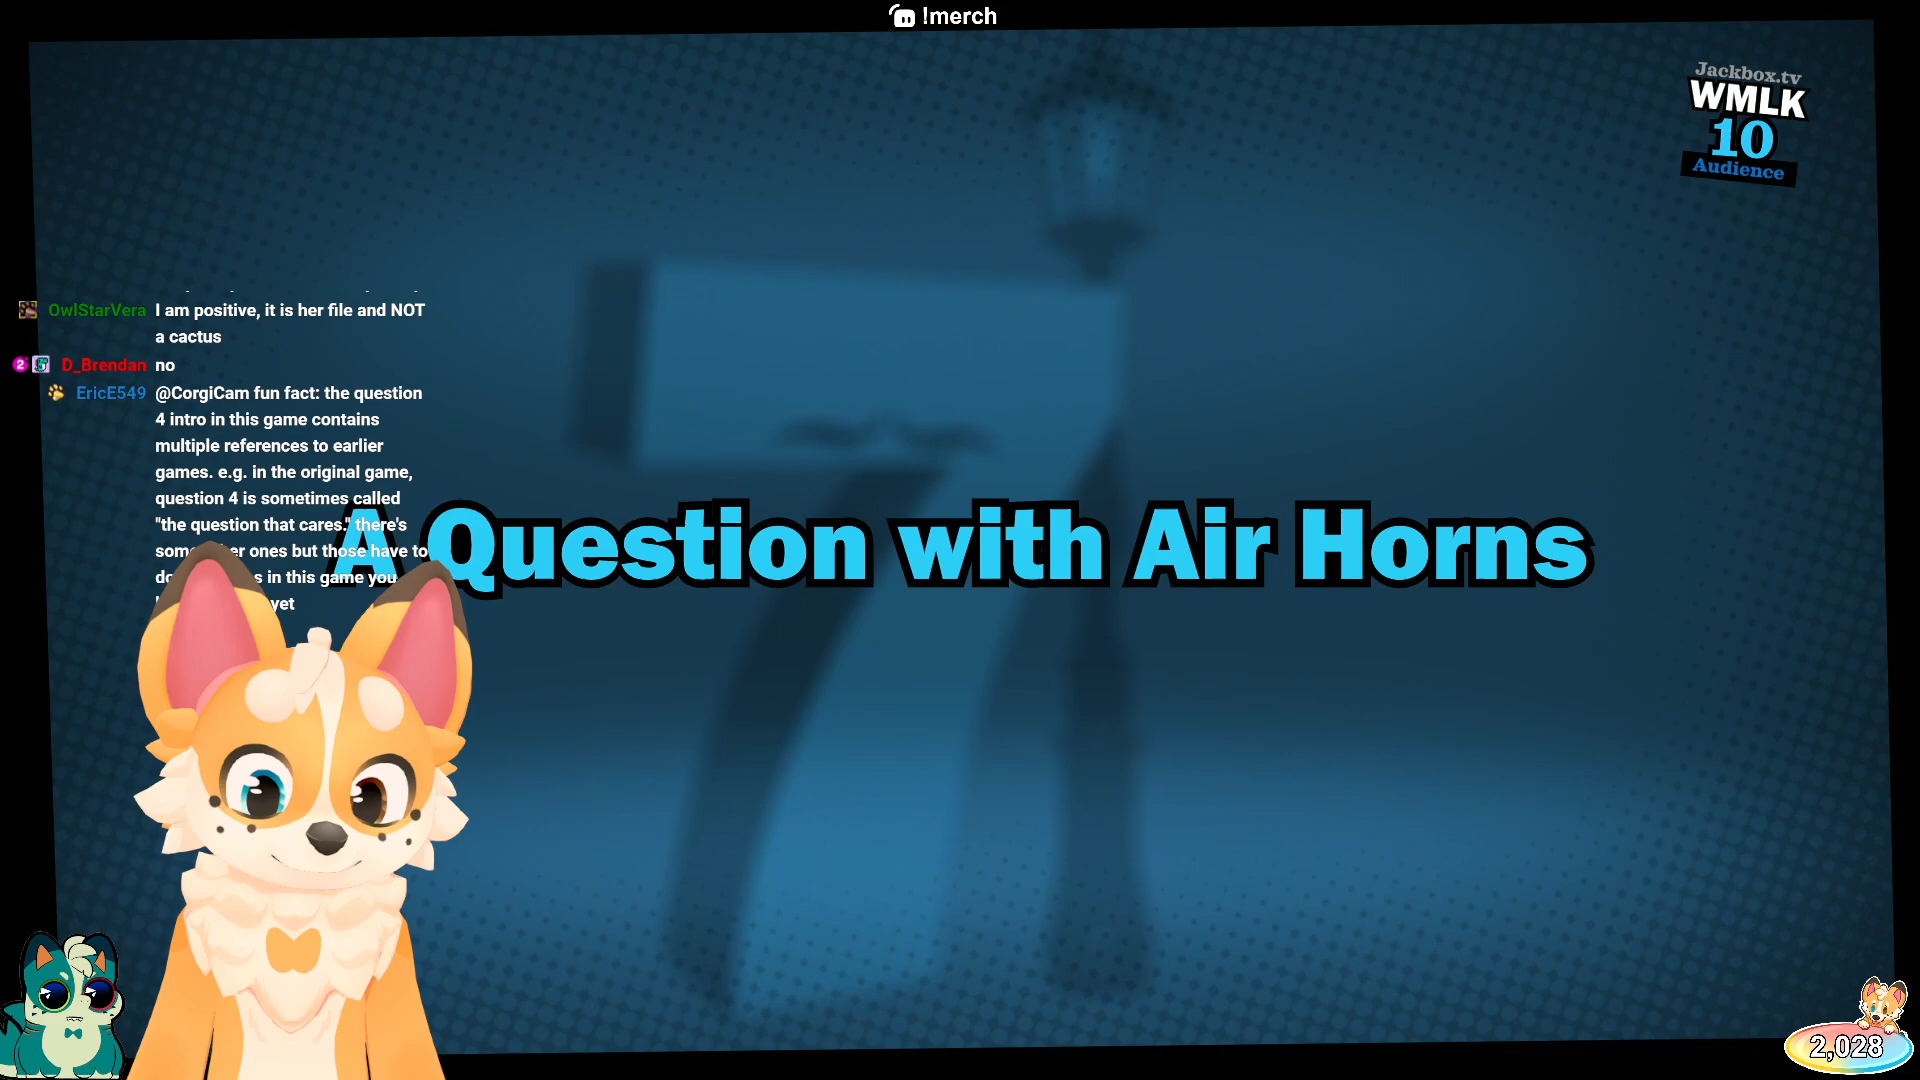 !merch
Jackbox.tv
WMLK
10
Audience
OwlStarVera I am positive, it is her file and NOT
a cactus
2 D_Brendan no
EricE549 @CorgiCam fun fact: the question
4 intro in this game contains
multiple references to earlier
games. e.g. in the original game,
question 4 is sometimes called
"the question that cares." there's
ones but those have to
in this game you
yet
A Question with Air Horns
2,028